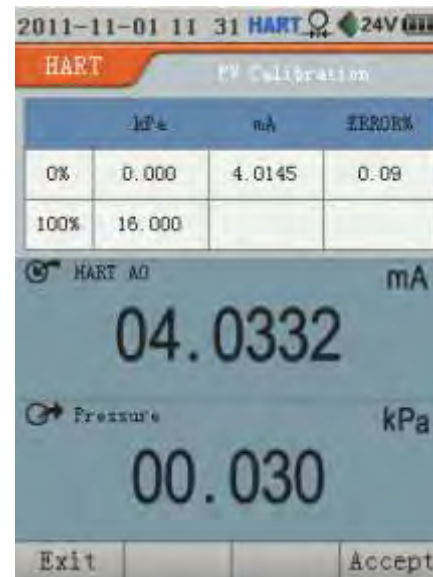 2011-11-01 11 31 HART 24V
HART PV Calibration
kPa mA ERROR%
0% 0.000 4.0145 0.09
100% 16.000
HART AO mA
04.0332
Pressure kPa
00.030
Exit Accept